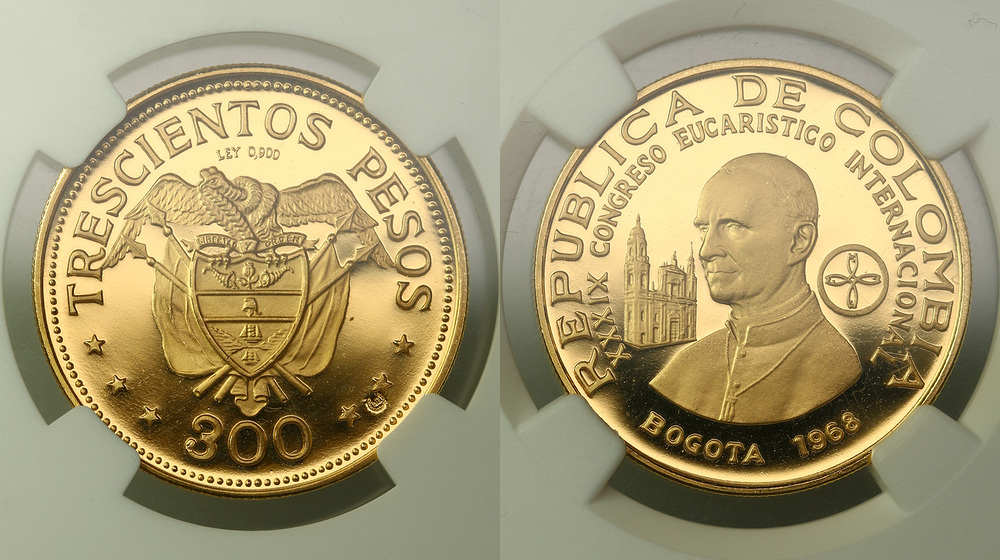 TRESCIENTOS PESOS
LEY 0,900
LIBERTAD Y ORDEN
300
REPUBLICA DE COLOMBIA
XXXIX CONGRESO EUCARISTICO INTERNACIONAL
BOGOTA 1968